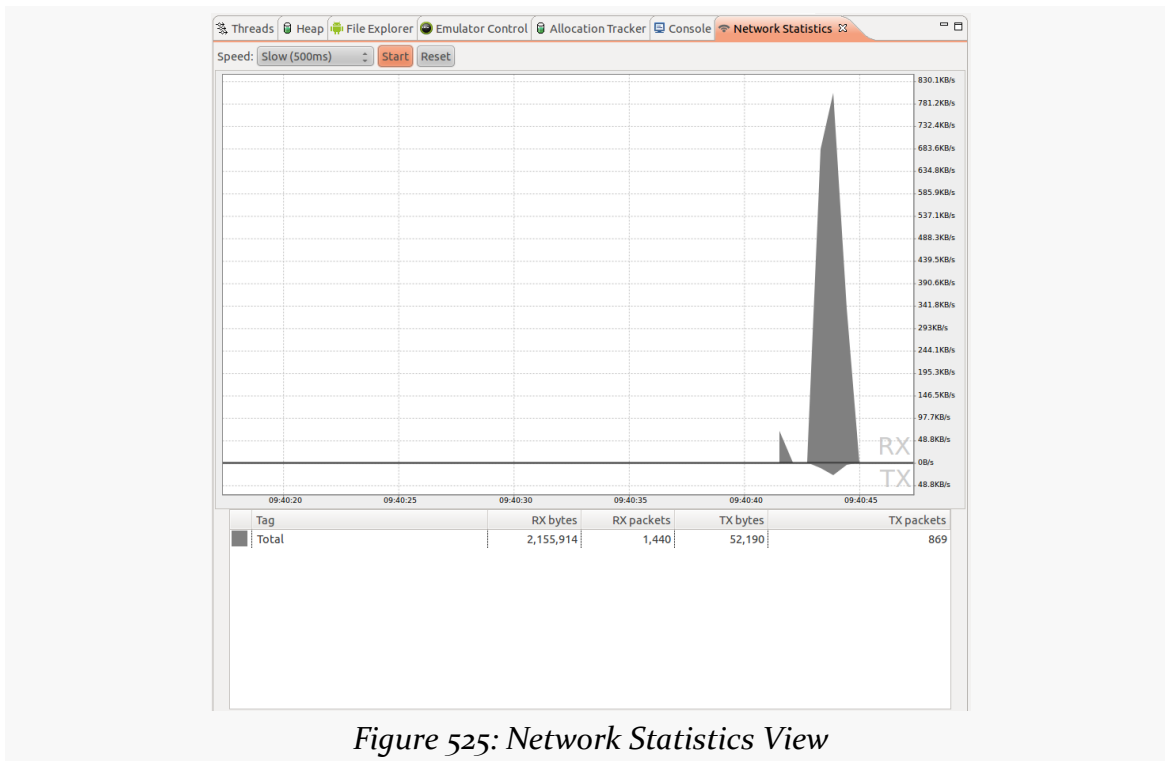 Threads Heap File Explorer Emulator Control Allocation Tracker Console Network Statistics
Speed: Slow (500ms) Start Reset
830.1KB/s
781.2KB/s
732.4KB/s
683.6KB/s
634.8KB/s
585.9KB/s
537.1KB/s
488.3KB/s
439.5KB/s
390.6KB/s
341.8KB/s
293KB/s
244.1KB/s
195.3KB/s
146.5KB/s
97.7KB/s
48.8KB/s
RX
0B/s
TX
48.8KB/s
09:40:20 09:40:25 09:40:30 09:40:35 09:40:40 09:40:45
Tag RX bytes RX packets TX bytes TX packets
Total 2,155,914 1,440 52,190 869
Figure 525: Network Statistics View